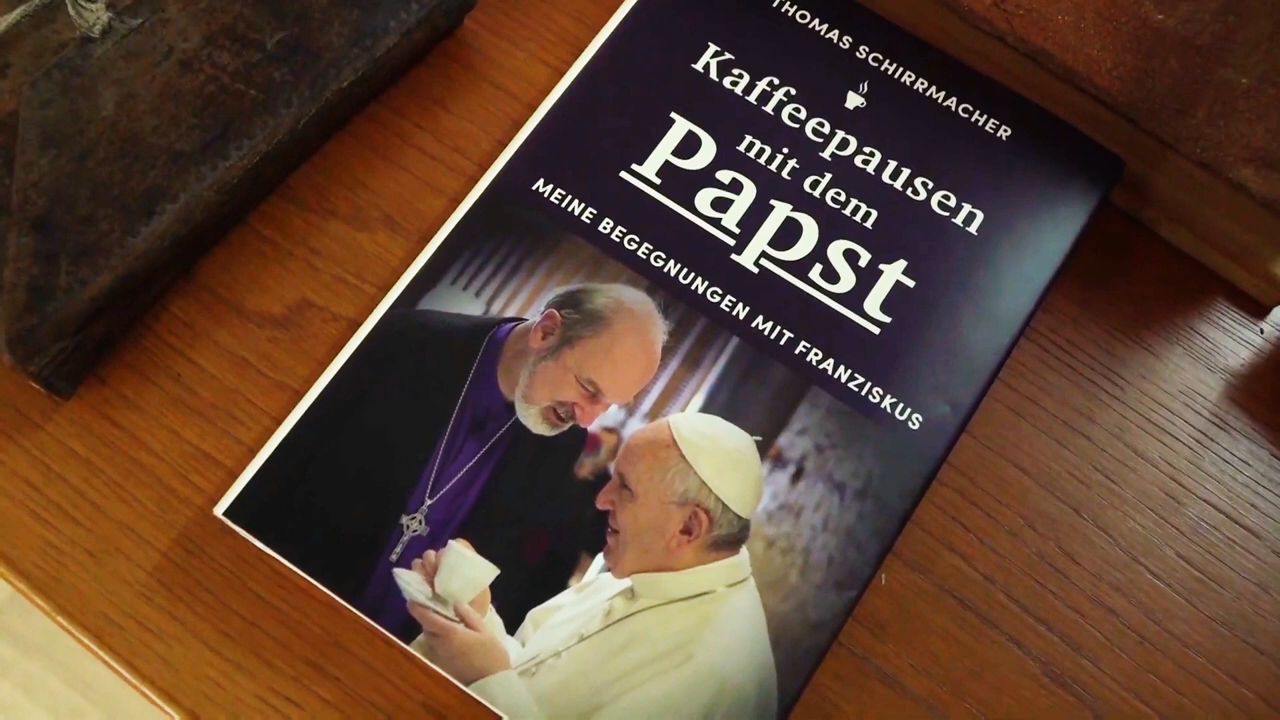 THOMAS SCHIRRMACHER
Kaffeepausen
mit dem
Papst
MEINE BEGEGNUNGEN MIT FRANZISKUS